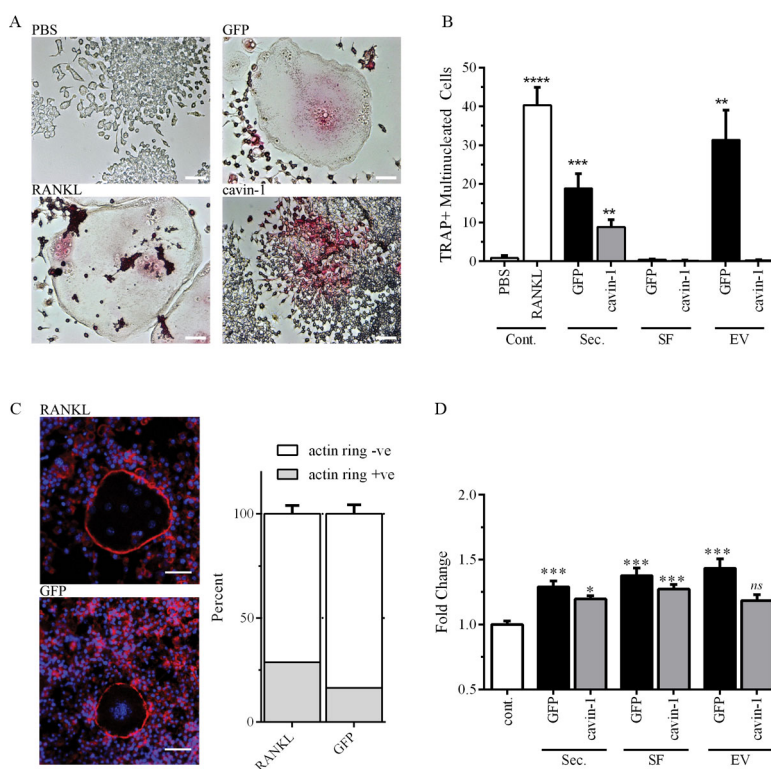 A
PBS
GFP
RANKL
cavin-1
B
TRAP+ Multinucleated Cells
50
40
30
20
10
0
****
***
**
**
PBS
RANKL
GFP
cavin-1
GFP
cavin-1
GFP
cavin-1
Cont.
Sec.
SF
EV
C
RANKL
GFP
actin ring -ve
actin ring +ve
Percent
100
50
0
RANKL
GFP
D
Fold Change
2.0
1.5
1.0
0.5
***
*
***
***
***
ns
cont.
GFP
cavin-1
GFP
cavin-1
GFP
cavin-1
Sec.
SF
EV